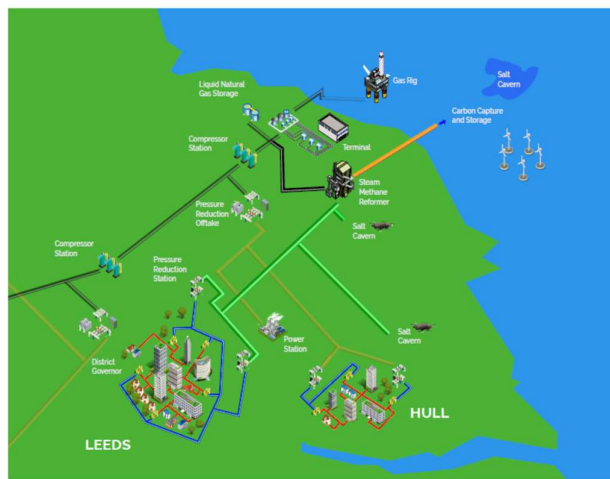 Gas Rig
Salt
Cavern
Liquid Natural
Gas Storage
Carbon Capture
and Storage
Compressor
Station
Terminal
Steam
Methane
Reformer
Pressure
Reduction
Offtake
Salt
Cavern
Compressor
Station
Pressure
Reduction
Station
Power
Station
Salt
Cavern
District
Governor
HULL
LEEDS